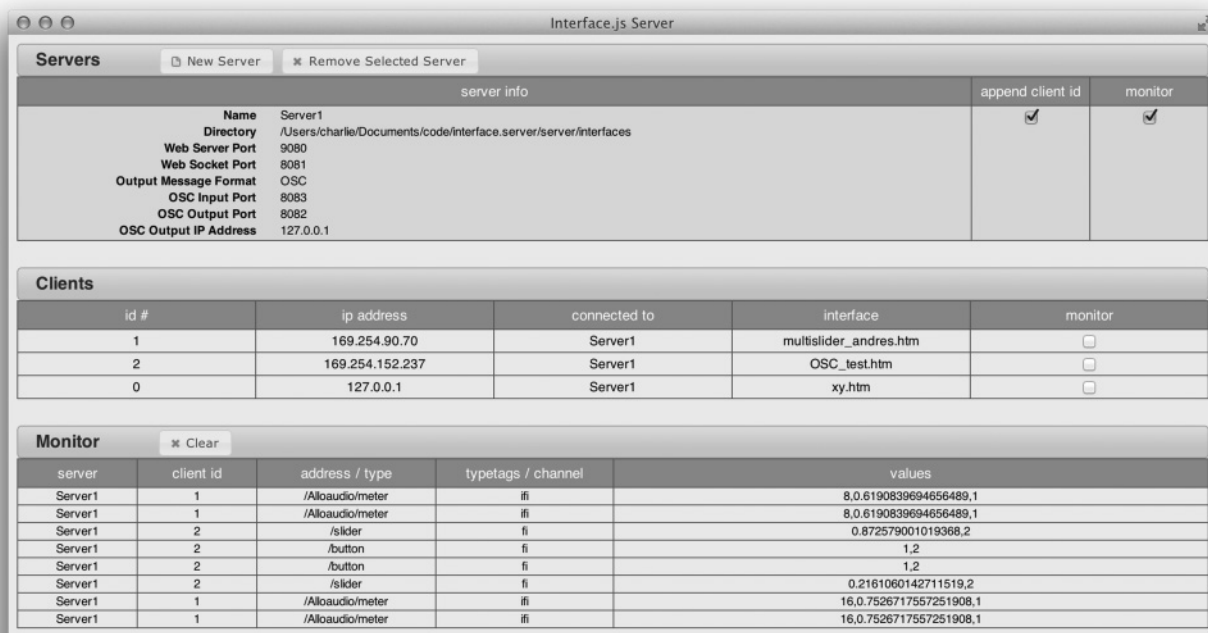 Interface.js Server
Servers New Server Remove Selected Server
server info append client id monitor
Name Server1
Directory /Users/charlie/Documents/code/interface.server/server/interfaces
Web Server Port 9080
Web Socket Port 8081
Output Message Format OSC
OSC Input Port 8083
OSC Output Port 8082
OSC Output IP Address 127.0.0.1
Clients
id # ip address connected to interface monitor
1 169.254.90.70 Server1 multislider_andres.htm
2 169.254.152.237 Server1 OSC_test.htm
0 127.0.0.1 Server1 xy.htm
Monitor Clear
server client id address / type typetags / channel values
Server1 1 /Alloaudio/meter ifi 8,0.6190839694656489,1
Server1 1 /Alloaudio/meter ifi 8,0.6190839694656489,1
Server1 2 /slider fi 0.872579001019368,2
Server1 2 /button fi 1,2
Server1 2 /button fi 1,2
Server1 2 /slider fi 0.2161060142711519,2
Server1 1 /Alloaudio/meter ifi 16,0.7526717557251908,1
Server1 1 /Alloaudio/meter ifi 16,0.7526717557251908,1